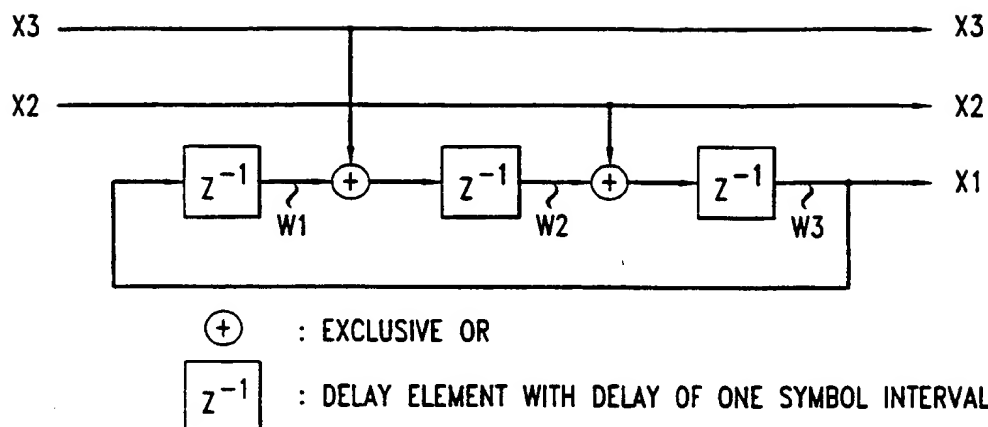 X3 X3
X2 X2
Z⁻¹ + Z⁻¹ + Z⁻¹ X1
W1 W2 W3
+ : EXCLUSIVE OR
Z⁻¹ : DELAY ELEMENT WITH DELAY OF ONE SYMBOL INTERVAL